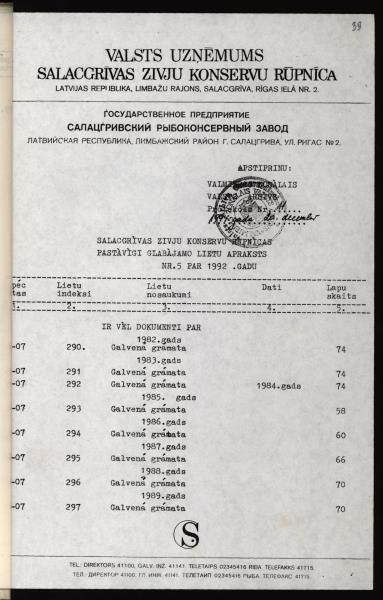 39
VALSTS UZŅĒMUMS
SALACGRĪVAS ZIVJU KONSERVU RŪPNĪCA
LATVIJAS REPUBLIKA, LIMBAŽU RAJONS, SALACGRĪVA, RĪGAS IELĀ NR. 2.
ГОСУДАРСТВЕННОЕ ПРЕДПРИЯТИЕ
САЛАЦГРИВСКИЙ РЫБОКОНСЕРВНЫЙ ЗАВОД
ЛАТВИЙСКАЯ РЕСПУБЛИКА, ЛИМБАЖСКИЙ РАЙОН Г. САЛАЦГРИВА, УЛ. РИГАС №2.
APSTIPRINU:
SALACGRĪVAS ZIVJU KONSERVU RŪPNĪCAS
PASTĀVĪGI GLABĀJAMO LIETU APRAKSTS
NR.5 PAR 1992 .GADU
pēc Lietu Lietu Dati Lapu
tas indeksi nosaukumi skaits
1. 2. 3. 4. 5.
IR VĒL DOKUMENTI PAR
1982.gads
-07 290. Galvenā grāmata 74
1983.gads
-07 291 Galvenā grāmata 74
-07 292 Galvenā grāmata 1984.gads 74
1985. gads
-07 293 Galvenā grāmata 58
1986.gads
-07 294 Galvenā grāmata 60
1987.gads
-07 295 Galvenā grāmata 66
1988.gads
-07 296 Galvenā grāmata 70
1989.gads
-07 297 Galvenā grāmata 70
S
TEL.: DIREKTORS 41100, GALV. INŽ. 41141. TELETAIPS 02345416 RIBA. TELEFAKKS 41715.
ТЕЛ.: ДИРЕКТОР 41100, ГЛ. ИНЖ. 41141. ТЕЛЕТАЙП 02345416 РЫБА. ТЕЛЕФАКС 41715.